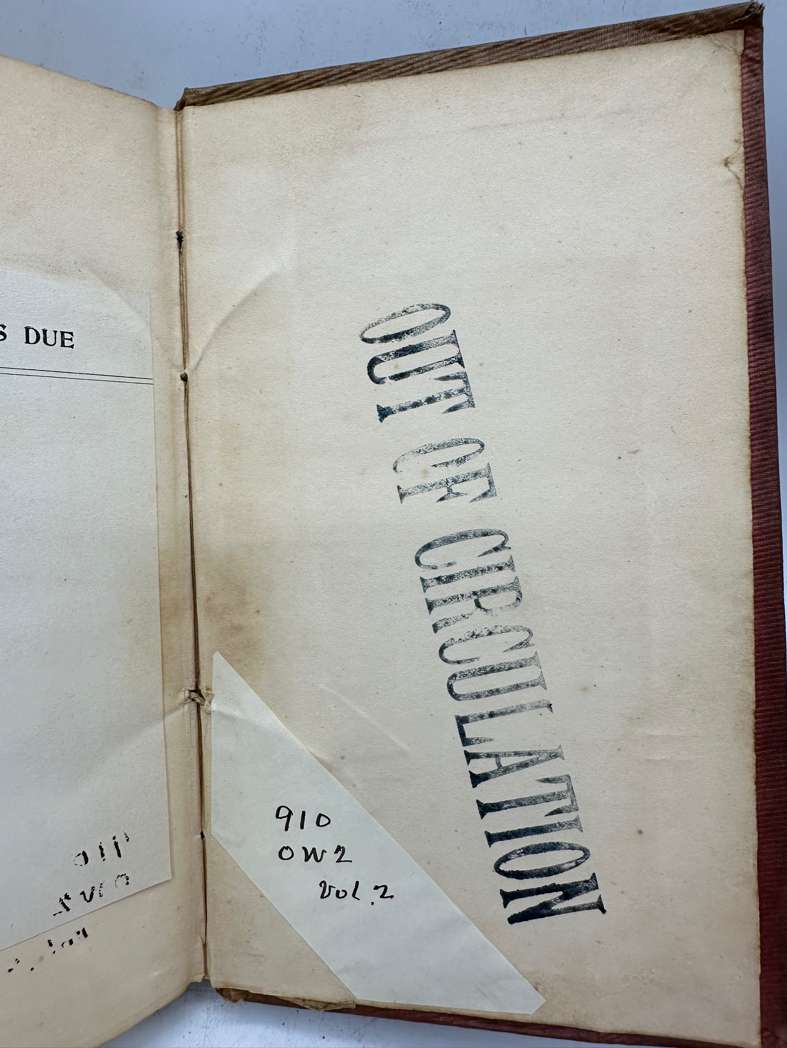 S DUE
OUT OF CIRCULATION
910
OW2
Vol. 2